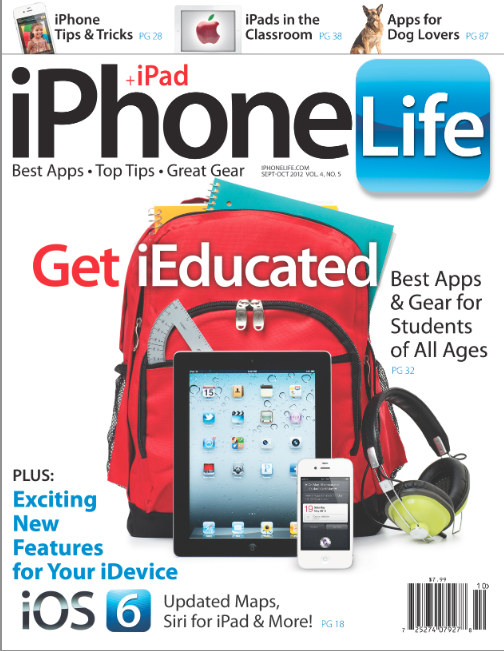 iPhone
Tips & Tricks PG 28
iPads in the
Classroom PG 38
Apps for
Dog Lovers PG 87
+iPad
iPhone Life
Best Apps • Top Tips • Great Gear
IPHONELIFE.COM
SEPT-OCT 2012 VOL. 4, NO. 5
Get iEducated
Best Apps
& Gear for
Students
of All Ages
PG 32
15
19
PLUS:
Exciting
New
Features
for Your iDevice
iOS 6
Updated Maps,
Siri for iPad & More! PG 18
$7.99
10
7 25274 07927 8